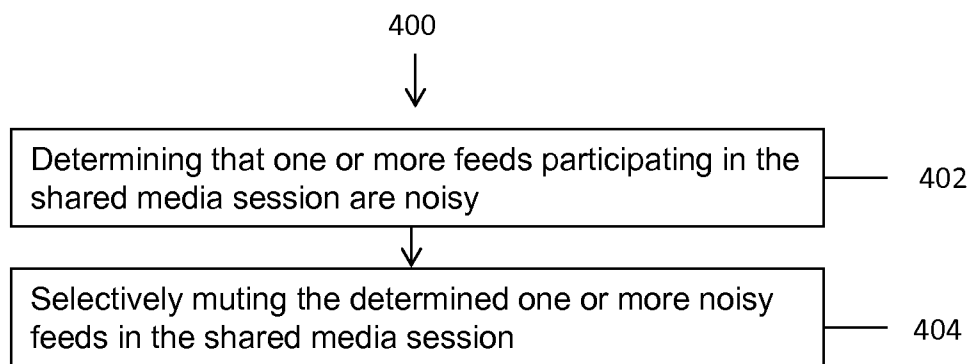 400
Determining that one or more feeds participating in the
shared media session are noisy
402
Selectively muting the determined one or more noisy
feeds in the shared media session
404